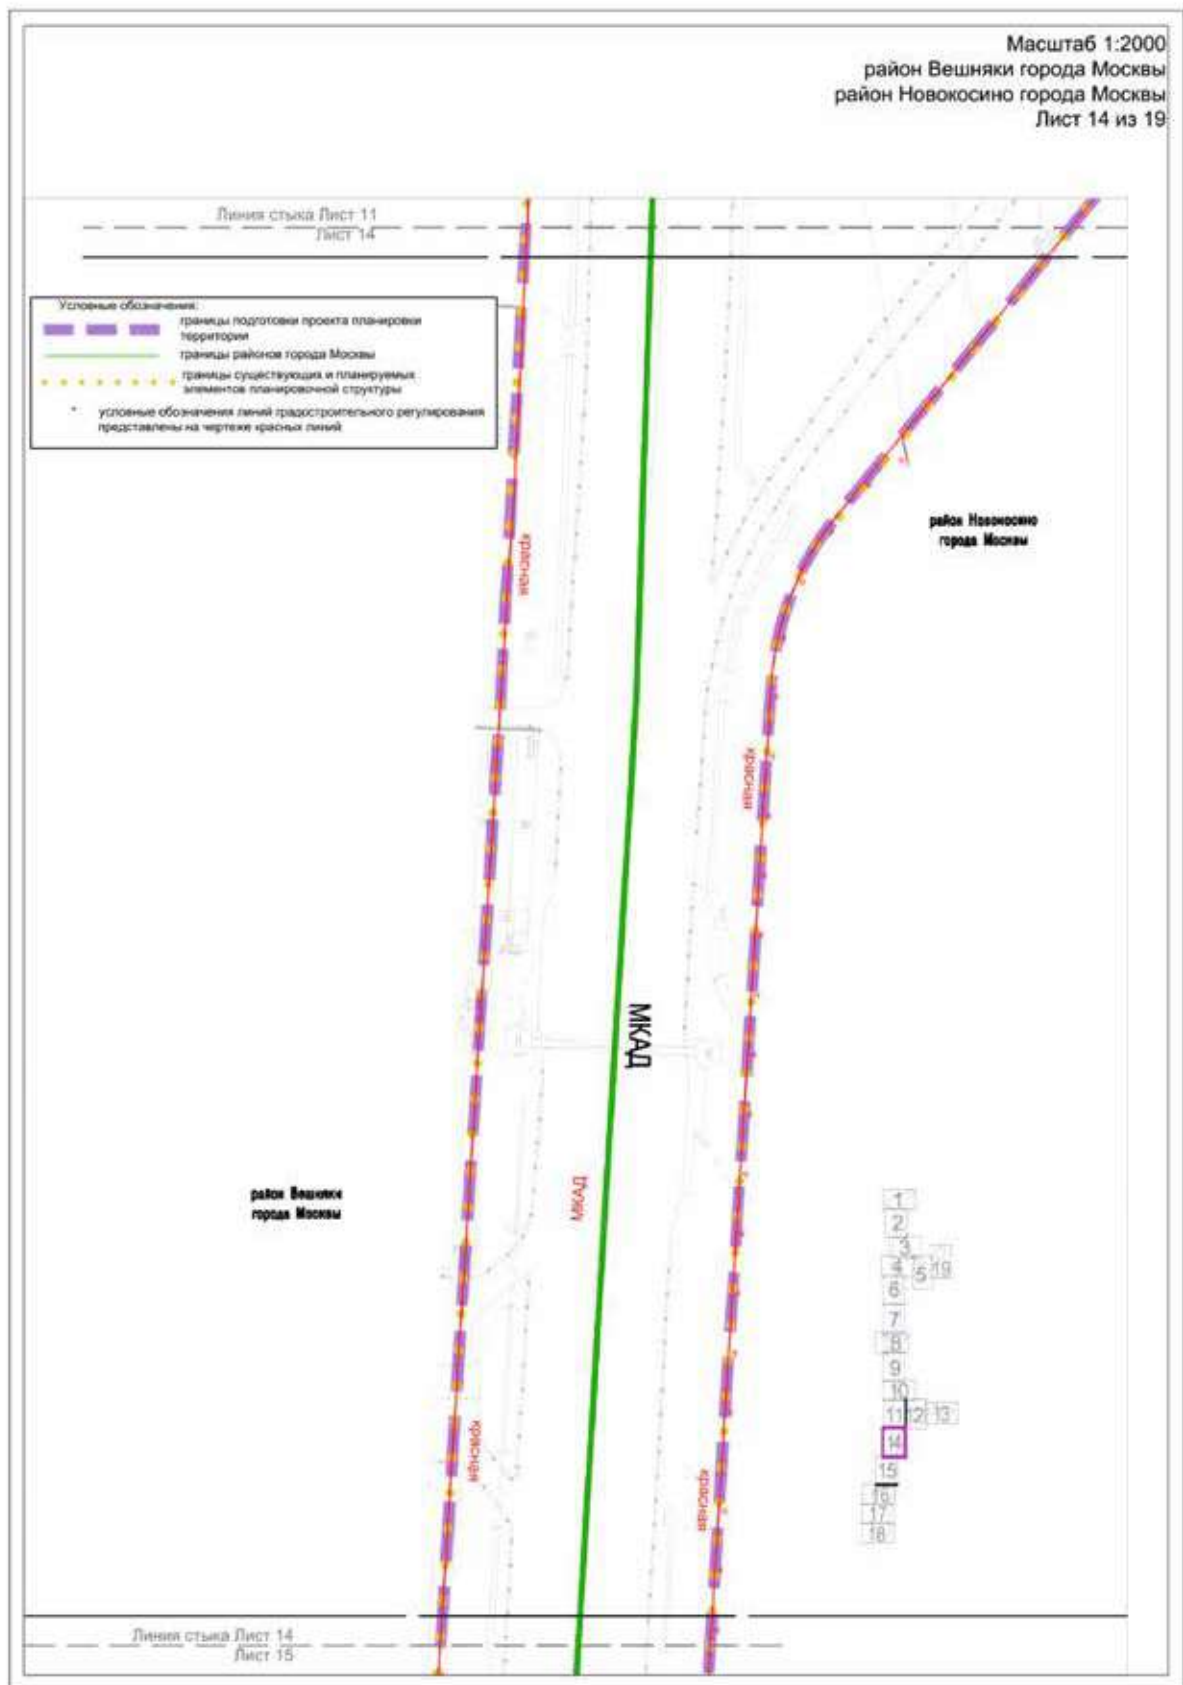 Масштаб 1:2000
район Вешняки города Москвы
район Новокосино города Москвы
Лист 14 из 19
Линия стыка Лист 11
Лист 14
Условные обозначения:
границы подготовки проекта планировки
территории
границы районов города Москвы
границы существующих и планируемых
элементов планировочной структуры
* условные обозначения линий градостроительного регулирования
представлены на чертеже красных линий
красная
район Новокосино
города Москвы
красная
МКАД
МКАД
район Вешняки
города Москвы
1
2
3
4 5 19
6
7
8
9
10
11 12 13
14
15
16
17
18
красная
красная
Линия стыка Лист 14
Лист 15